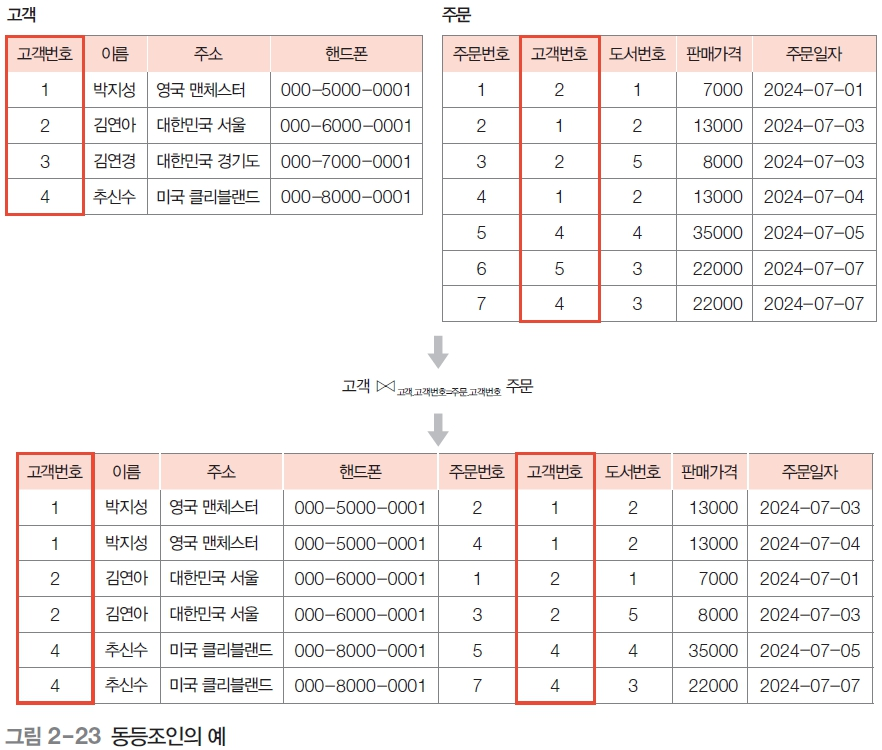 고객
고객번호 이름 주소 핸드폰
1 박지성 영국 맨체스터 000-5000-0001
2 김연아 대한민국 서울 000-6000-0001
3 김연경 대한민국 경기도 000-7000-0001
4 추신수 미국 클리블랜드 000-8000-0001
주문
주문번호 고객번호 도서번호 판매가격 주문일자
1 2 1 7000 2024-07-01
2 1 2 13000 2024-07-03
3 2 5 8000 2024-07-03
4 1 2 13000 2024-07-04
5 4 4 35000 2024-07-05
6 5 3 22000 2024-07-07
7 4 3 22000 2024-07-07
고객 ⋈ 고객.고객번호=주문.고객번호 주문
고객번호 이름 주소 핸드폰 주문번호 고객번호 도서번호 판매가격 주문일자
1 박지성 영국 맨체스터 000-5000-0001 2 1 2 13000 2024-07-03
1 박지성 영국 맨체스터 000-5000-0001 4 1 2 13000 2024-07-04
2 김연아 대한민국 서울 000-6000-0001 1 2 1 7000 2024-07-01
2 김연아 대한민국 서울 000-6000-0001 3 2 5 8000 2024-07-03
4 추신수 미국 클리블랜드 000-8000-0001 5 4 4 35000 2024-07-05
4 추신수 미국 클리블랜드 000-8000-0001 7 4 3 22000 2024-07-07
그림 2-23 동등조인의 예